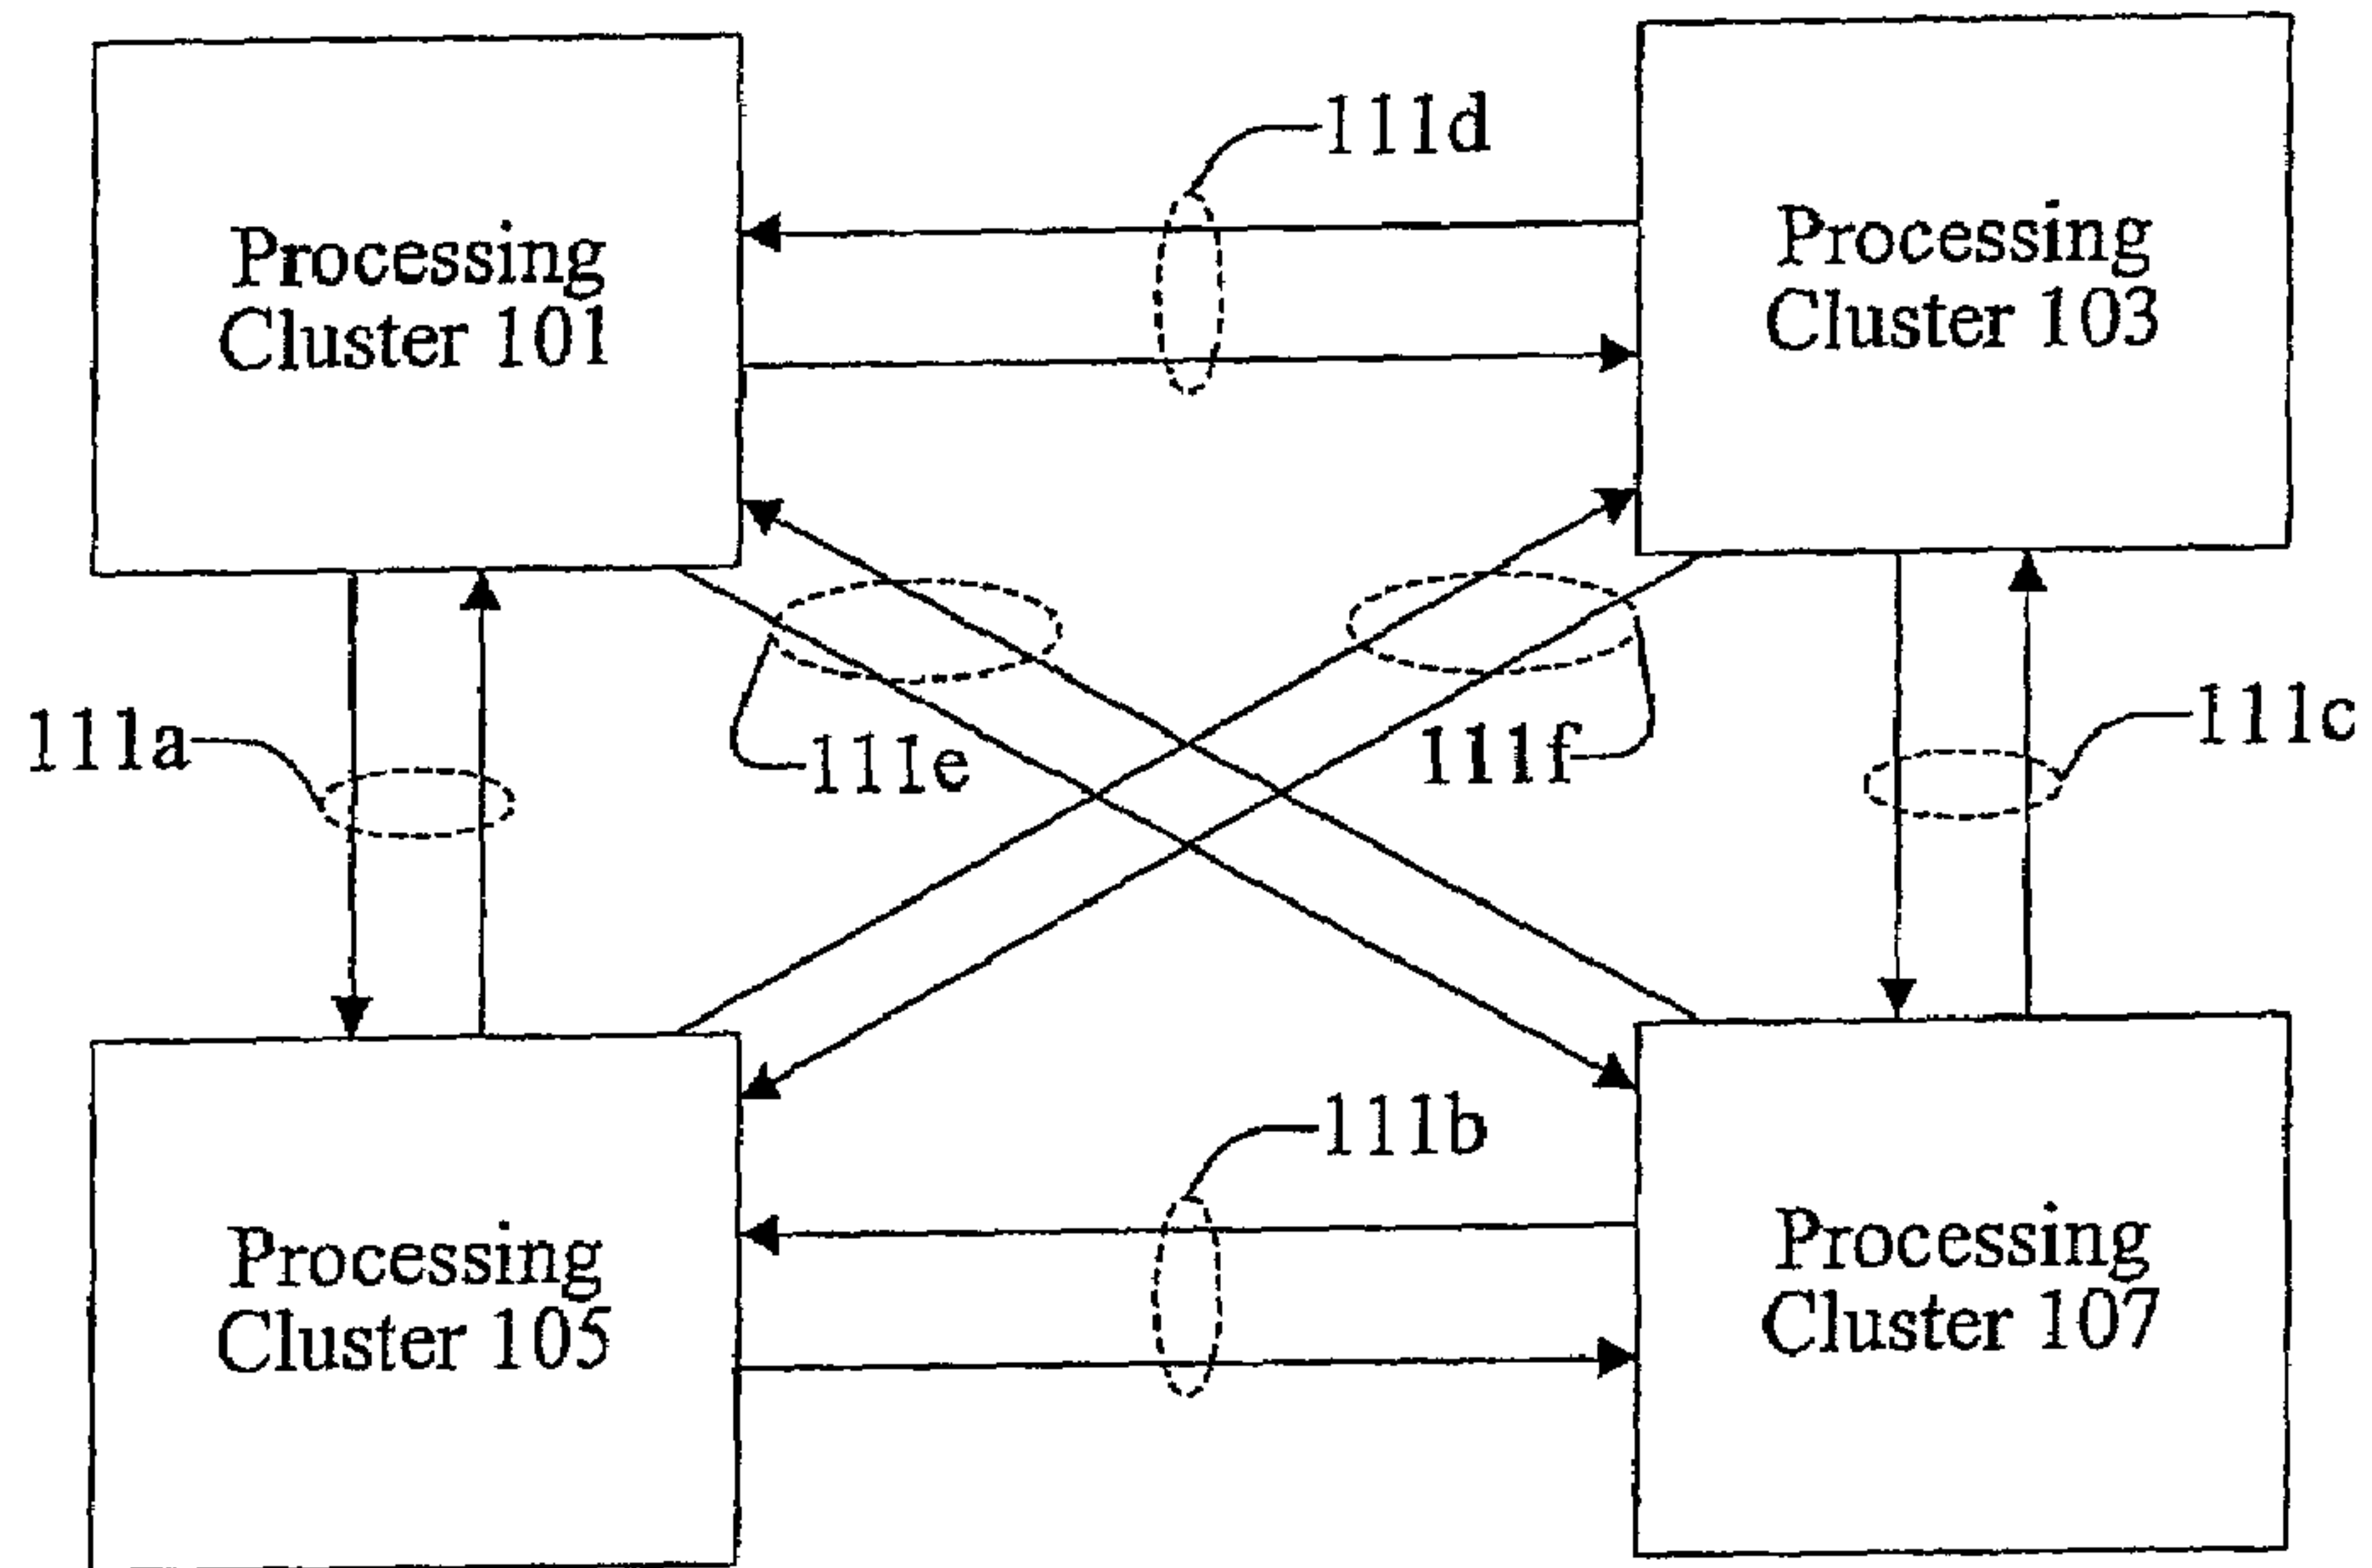 111d
Processing
Cluster 101
Processing
Cluster 103
111a
111e
111f
111c
111b
Processing
Cluster 105
Processing
Cluster 107